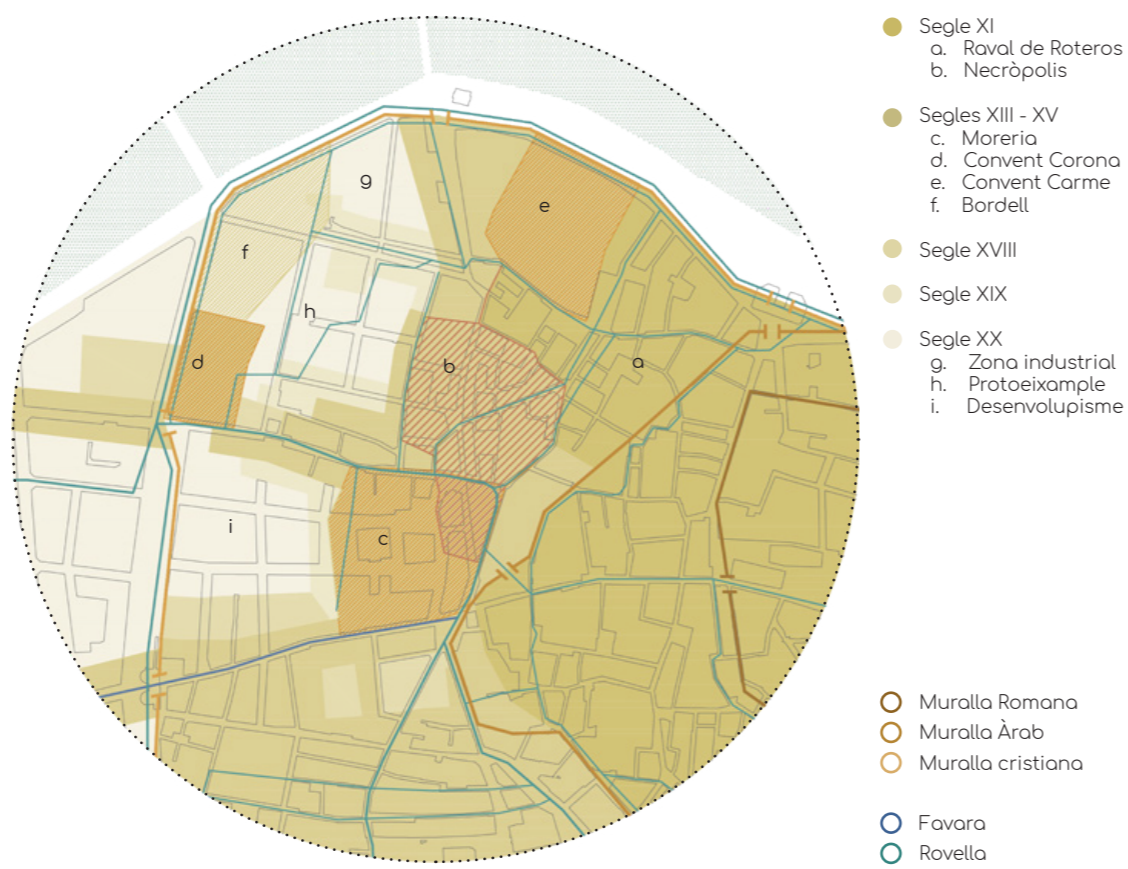 Segle XI
a. Raval de Roteros
b. Necròpolis
Segles XIII - XV
c. Moreria
d. Convent Corona
e. Convent Carme
f. Bordell
Segle XVIII
Segle XIX
Segle XX
g. Zona industrial
h. Protoeixample
i. Desenvolupisme
g
e
f
h
d
b
a
i
c
Muralla Romana
Muralla Àrab
Muralla cristiana
Favara
Rovella